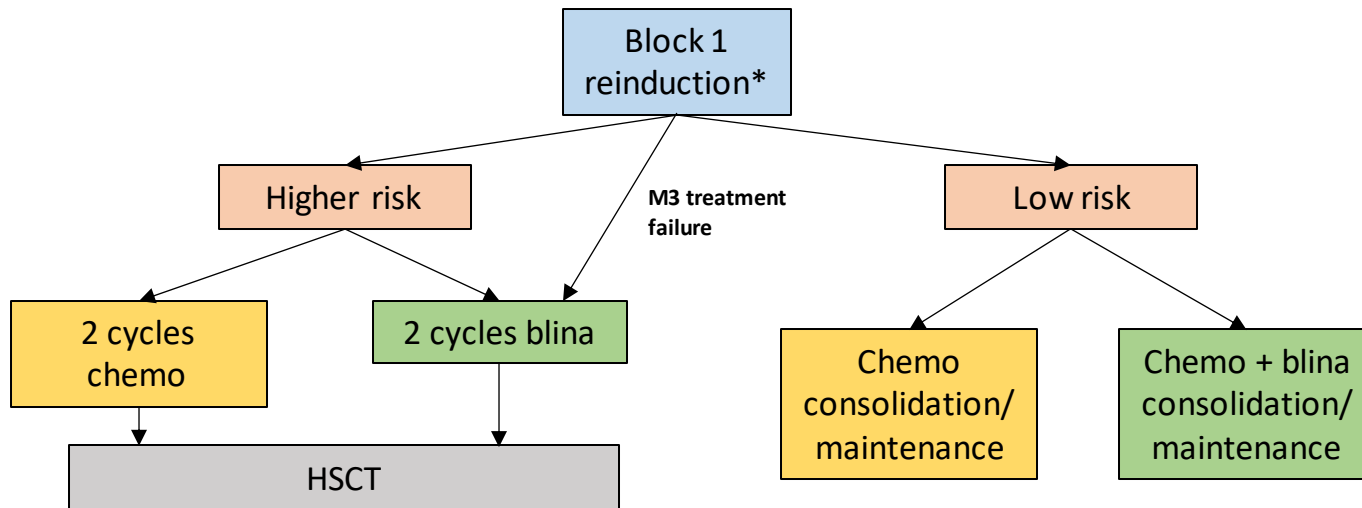 Block 1
reinduction*
Higher risk
M3 treatment
failure
Low risk
2 cycles
chemo
2 cycles blina
Chemo
consolidation/
maintenance
Chemo + blina
consolidation/
maintenance
HSCT